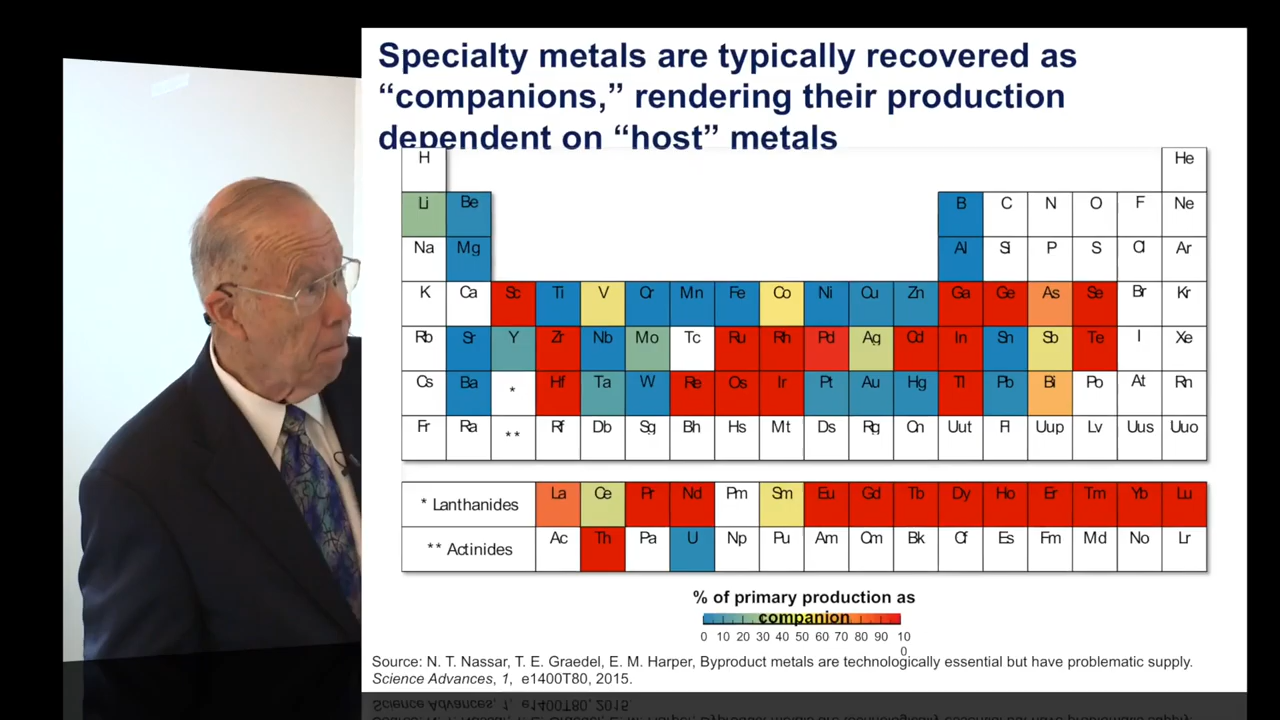 Specialty metals are typically recovered as
“companions,” rendering their production
dependent on “host” metals
H He
Li Be B C N O F Ne
Na Mg Al Si P S Cl Ar
K Ca Sc Ti V Cr Mn Fe Co Ni Cu Zn Ga Ge As Se Br Kr
Rb Sr Y Zr Nb Mo Tc Ru Rh Pd Ag Cd In Sn Sb Te I Xe
Cs Ba * Hf Ta W Re Os Ir Pt Au Hg Tl Pb Bi Po At Rn
Fr Ra ** Rf Db Sg Bh Hs Mt Ds Rg Cn Uut Fl Uup Lv Uus Uuo
* Lanthanides La Ce Pr Nd Pm Sm Eu Gd Tb Dy Ho Er Tm Yb Lu
** Actinides Ac Th Pa U Np Pu Am Cm Bk Cf Es Fm Md No Lr
% of primary production as
companion
0 10 20 30 40 50 60 70 80 90 10
0
Source: N. T. Nassar, T. E. Graedel, E. M. Harper, Byproduct metals are technologically essential but have problematic supply.
Science Advances, 1, e1400T80, 2015.